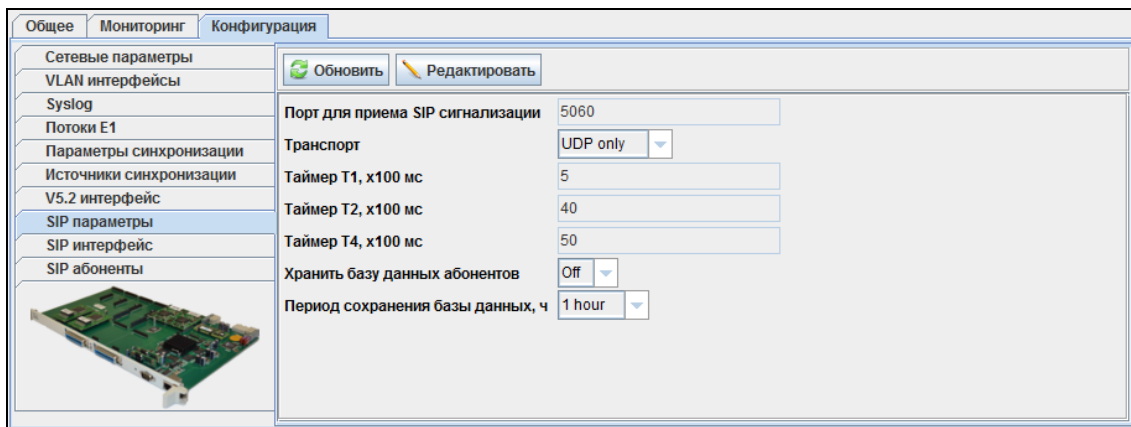 Общее Мониторинг Конфигурация
Сетевые параметры
VLAN интерфейсы
Syslog
Потоки E1
Параметры синхронизации
Источники синхронизации
V5.2 интерфейс
SIP параметры
SIP интерфейс
SIP абоненты
Обновить Редактировать
Порт для приема SIP сигнализации 5060
Транспорт UDP only
Таймер T1, x100 мс 5
Таймер T2, x100 мс 40
Таймер T4, x100 мс 50
Хранить базу данных абонентов Off
Период сохранения базы данных, ч 1 hour